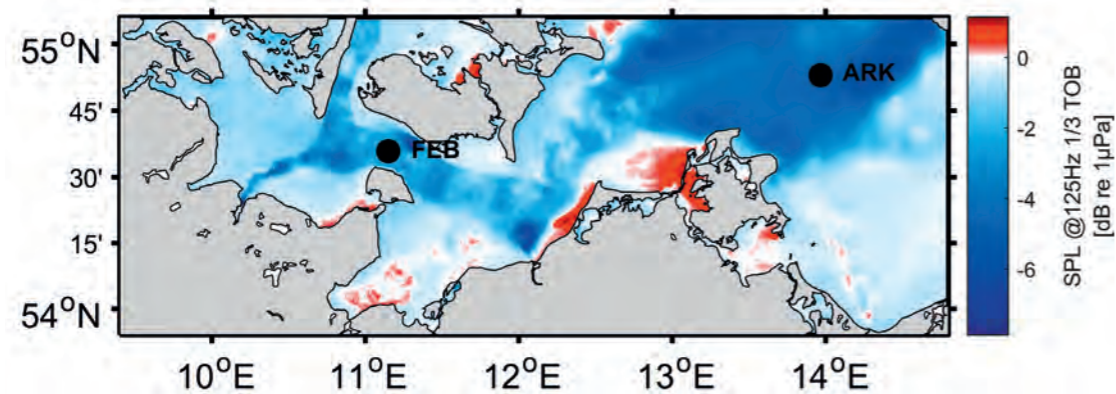 55°N
45'
30'
15'
54°N
10°E 11°E 12°E 13°E 14°E
FEB
ARK
0
-2
-4
-6
SPL @125Hz 1/3 TOB
[dB re 1µPa]